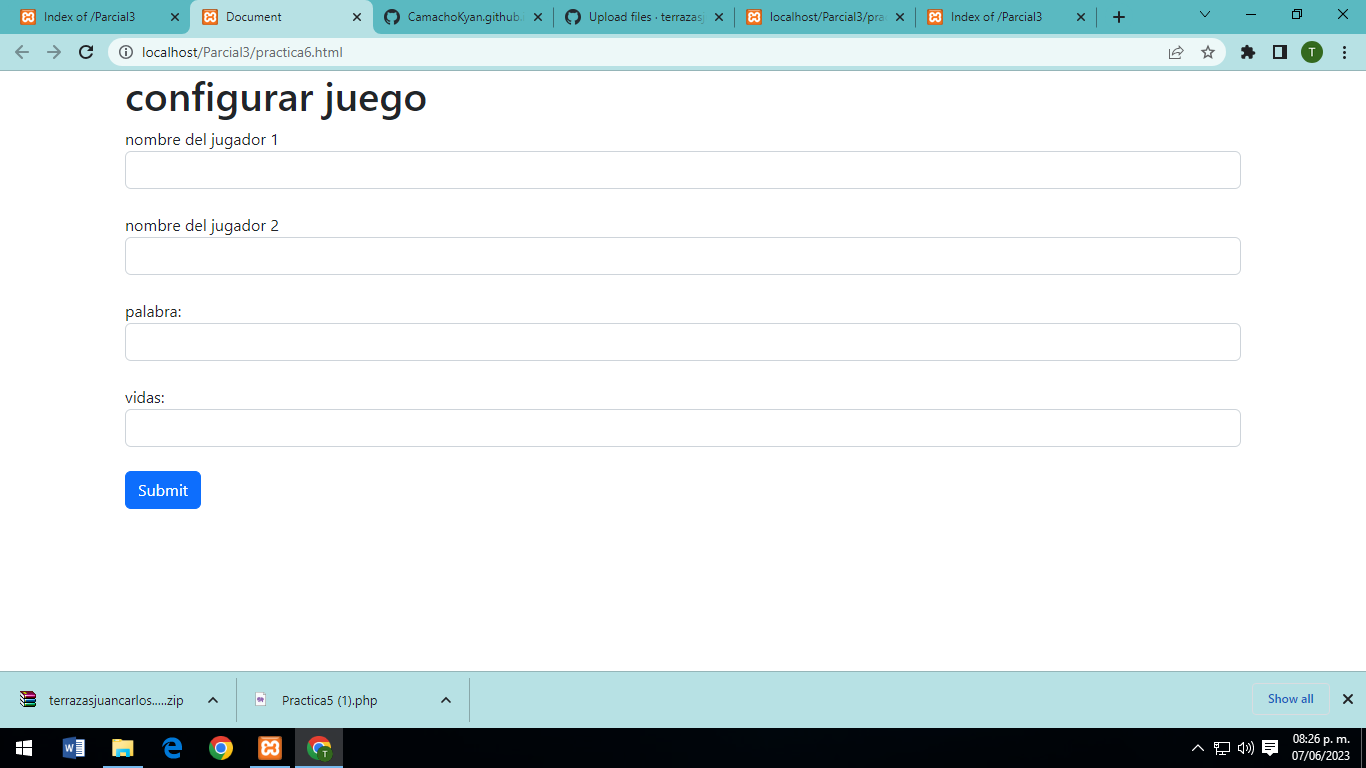 Index of /Parcial3
Document
CamachoKyan.github.
Upload files · terrazas
localhost/Parcial3/pra
Index of /Parcial3
localhost/Parcial3/practica6.html
T
configurar juego
nombre del jugador 1
nombre del jugador 2
palabra:
vidas:
Submit
terrazasjuancarlos.....zip
Practica5 (1).php
Show all
08:26 p. m.
07/06/2023